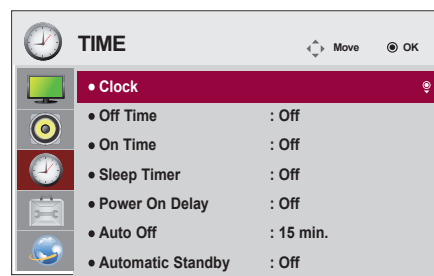 TIME Move OK
● Clock
● Off Time : Off
● On Time : Off
● Sleep Timer : Off
● Power On Delay : Off
● Auto Off : 15 min.
● Automatic Standby : Off